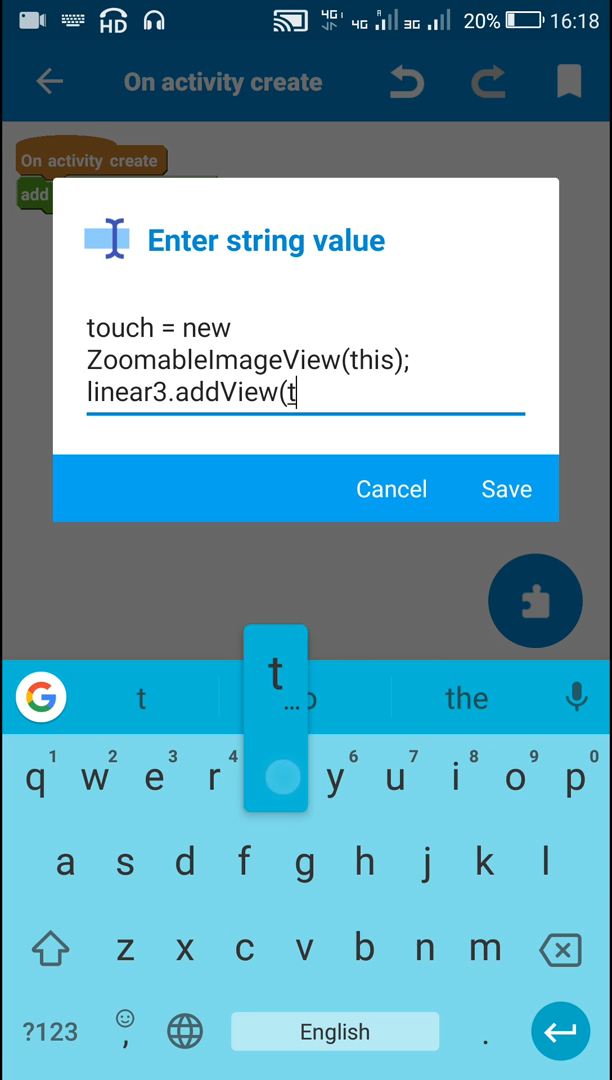 HD 4G 4G R 3G 20% 16:18
On activity create
On activity create
add
Enter string value
touch = new
ZoomableImageView(this);
linear3.addView(t
Cancel Save
t
...
t the
1 2 3 4 6 7 8 9 0
q w e r y u i o p
a s d f g h j k l
z x c v b n m
?123 , English .